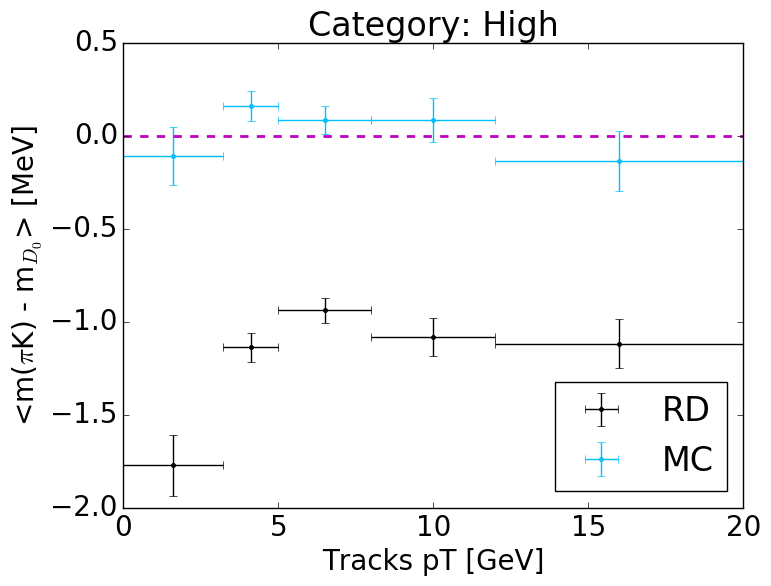 Category: High
<m(πK) - m_{D_0}> [MeV]
0.5
0.0
−0.5
−1.0
−1.5
−2.0
0 5 10 15 20
Tracks pT [GeV]
RD
MC